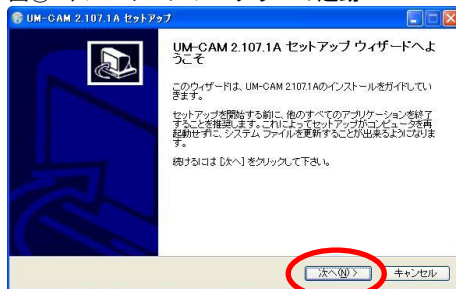 UM-CAM 2.107.1A セットアップ
UM-CAM 2.107.1A セットアップ ウィザードへよ
うこそ
このウィザードは、UM-CAM 2.107.1Aのインストールをガイドしてい
きます。
セットアップを開始する前に、他のすべてのアプリケーションを終了
することを推奨します。これによってセットアップがコンピュータを再
起動せずに、システム ファイルを更新することが出来るようになりま
す。
続けるには [次へ] をクリックして下さい。
次へ(N) >
キャンセル